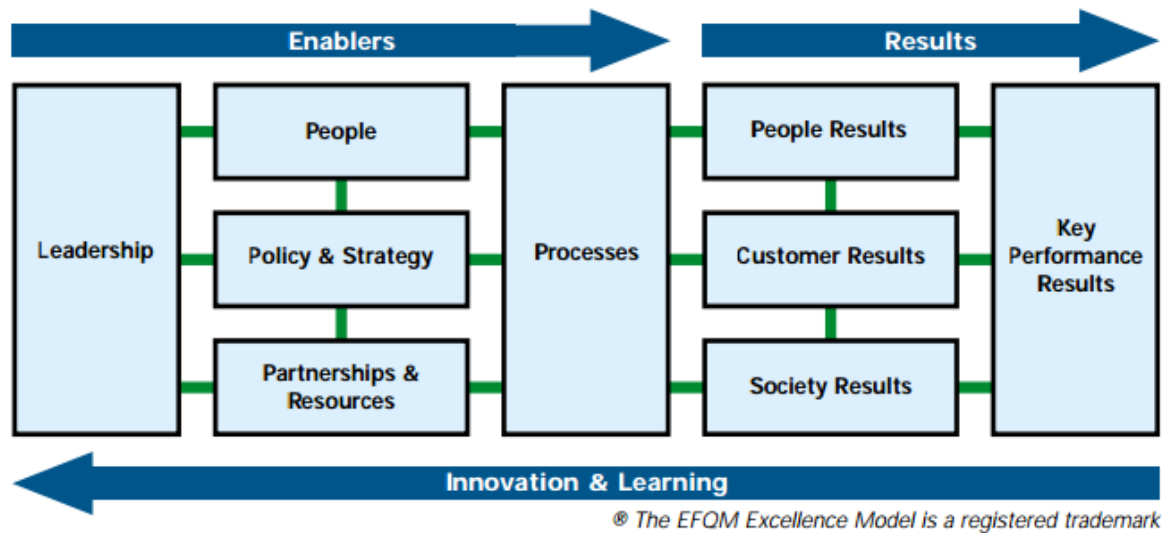 Enablers
Results
Leadership
People
Policy & Strategy
Partnerships &
Resources
Processes
People Results
Customer Results
Society Results
Key
Performance
Results
Innovation & Learning
® The EFQM Excellence Model is a registered trademark